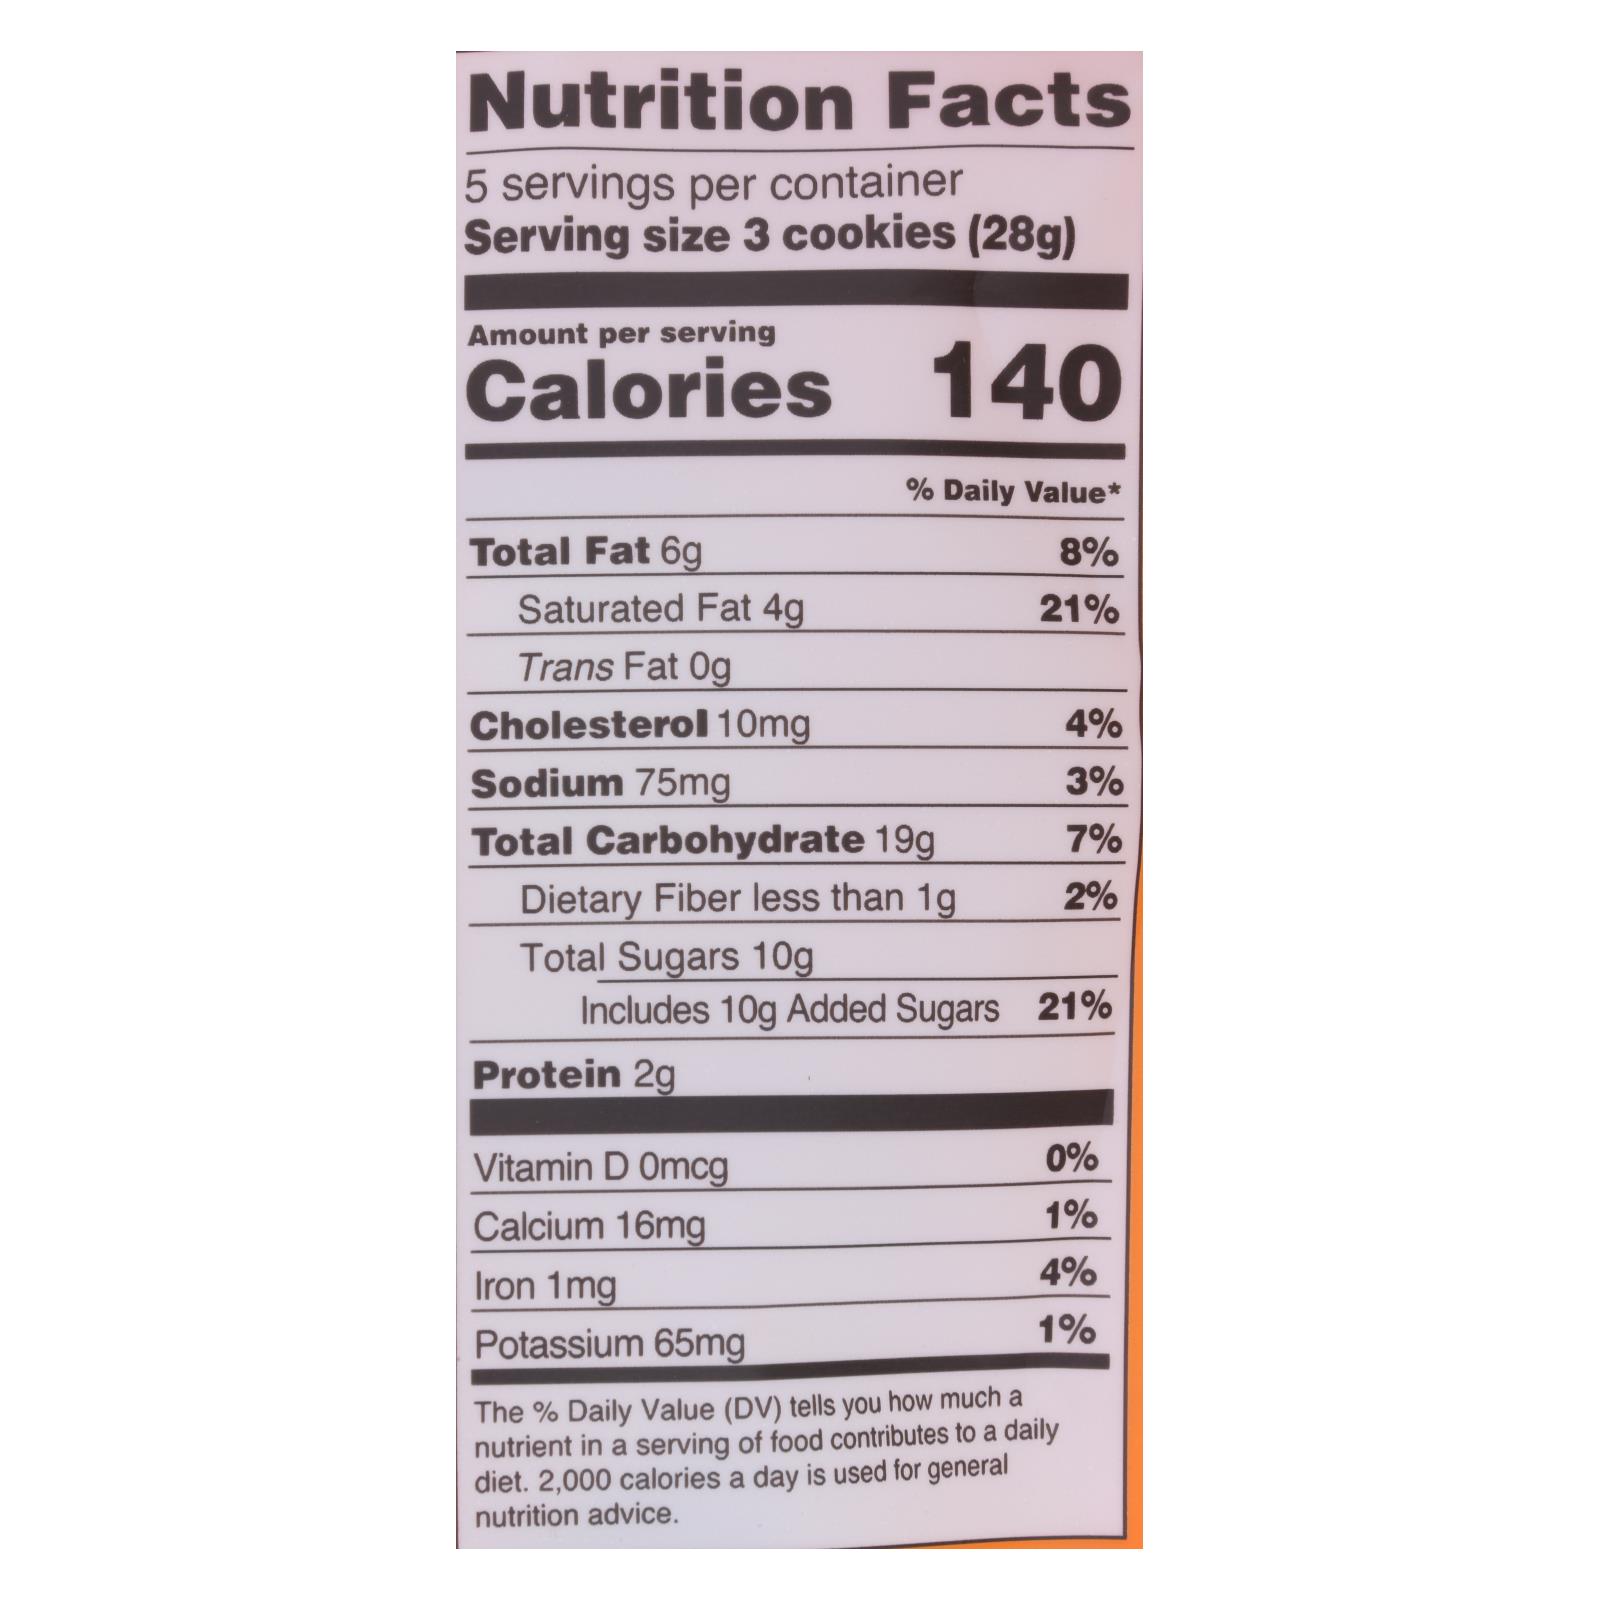 Nutrition Facts
5 servings per container
Serving size 3 cookies (28g)
Amount per serving
Calories 140
% Daily Value*
Total Fat 6g 8%
Saturated Fat 4g 21%
Trans Fat 0g
Cholesterol 10mg 4%
Sodium 75mg 3%
Total Carbohydrate 19g 7%
Dietary Fiber less than 1g 2%
Total Sugars 10g
Includes 10g Added Sugars 21%
Protein 2g
Vitamin D 0mcg 0%
Calcium 16mg 1%
Iron 1mg 4%
Potassium 65mg 1%
The % Daily Value (DV) tells you how much a
nutrient in a serving of food contributes to a daily
diet. 2,000 calories a day is used for general
nutrition advice.